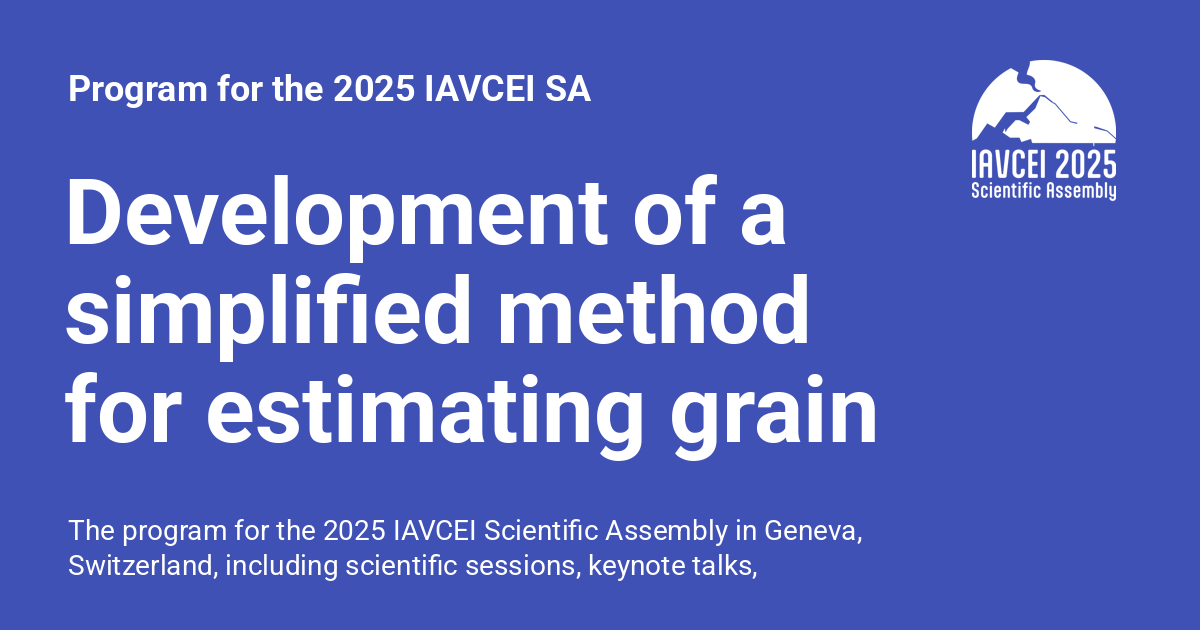 Program for the 2025 IAVCEI SA
IAVCEI 2025
Scientific Assembly
Development of a
simplified method
for estimating grain
The program for the 2025 IAVCEI Scientific Assembly in Geneva,
Switzerland, including scientific sessions, keynote talks,